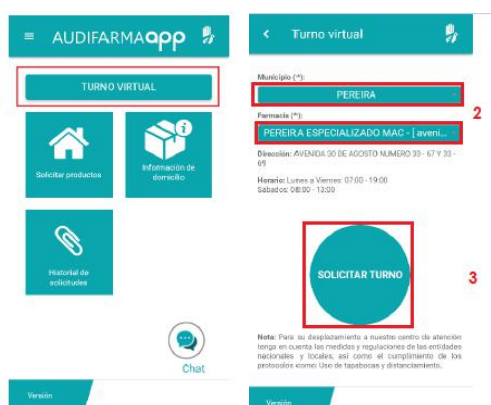 AUDIFARMAapp
TURNO VIRTUAL
Solicitar productos
Información de
domicilio
Historial de
solicitudes
Chat
Versión
Turno virtual
Municipio (*):
PEREIRA
2
Farmacia (*):
PEREIRA ESPECIALIZADO MAC - [ aveni...
Dirección: AVENIDA 30 DE AGOSTO NUMERO 33 - 67 Y 33 -
69
Horario: Lunes a Viernes: 07:00 - 19:00
Sabados: 08:00 - 13:00
SOLICITAR TURNO
3
Nota: Para su desplazamiento a nuestro centro de atención
tenga en cuenta las medidas y regulaciones de las entidades
nacionales y locales, así como el cumplimiento de los
protocolos como: Uso de tapabocas y distanciamiento.
Versión